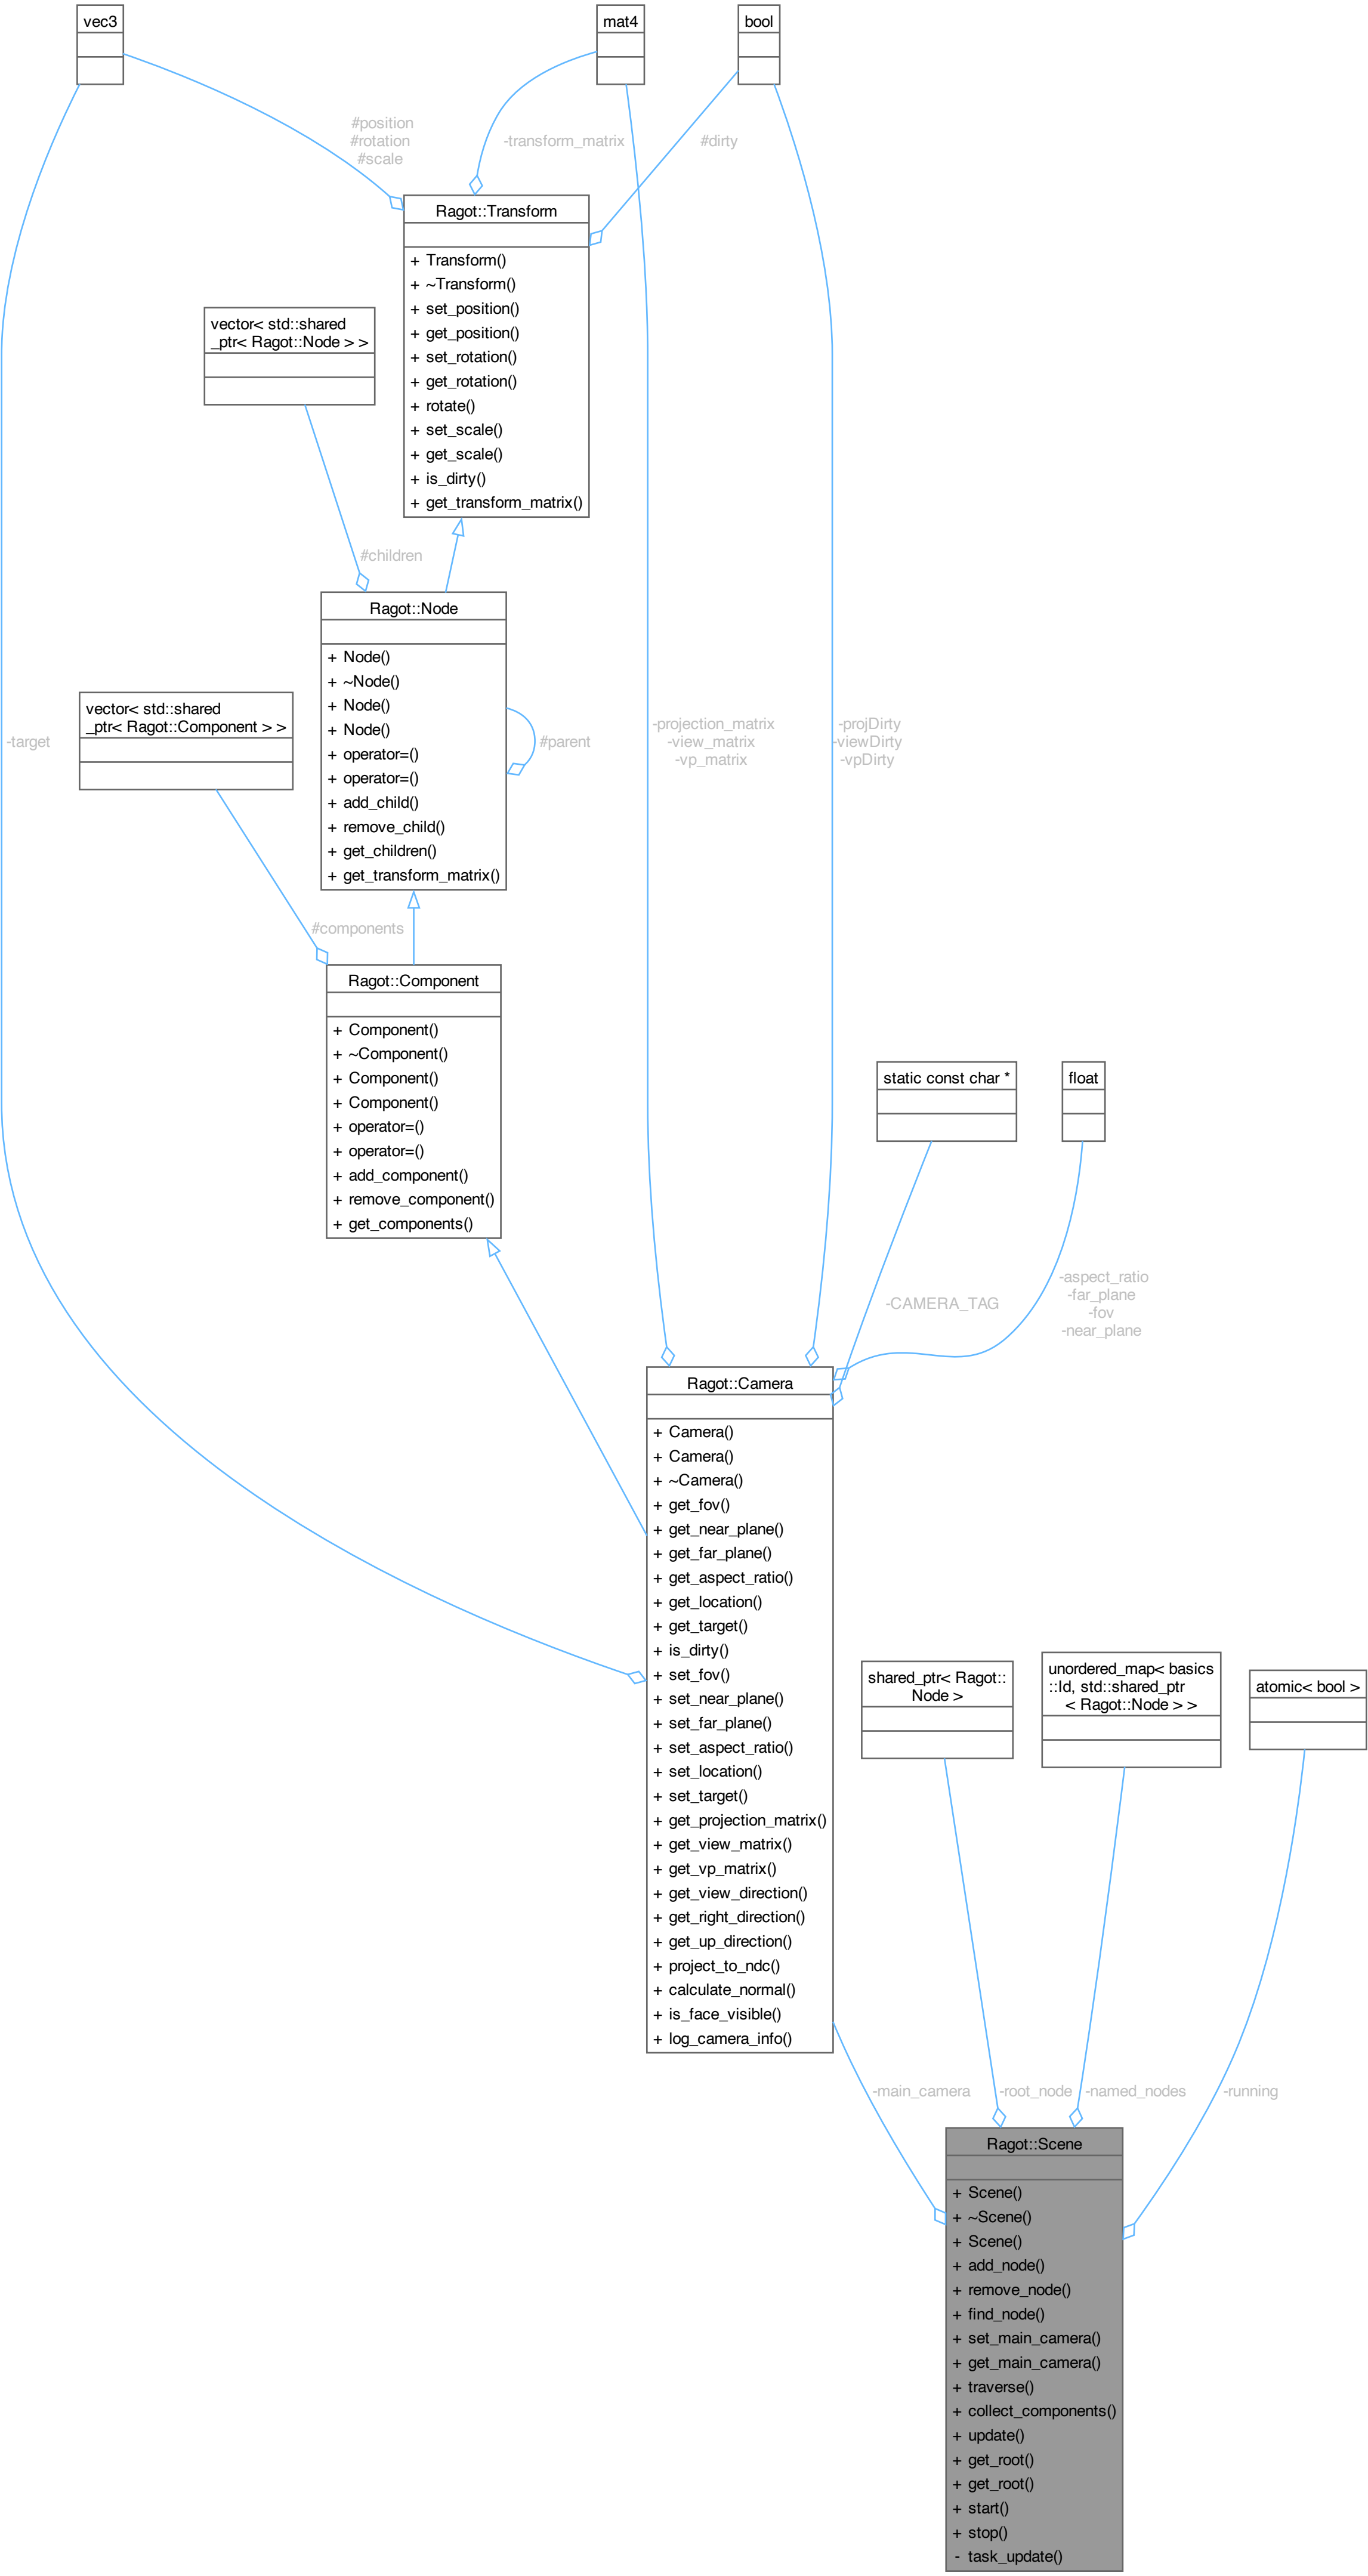 vec3
mat4
bool
#position
#rotation
#scale
-transform_matrix
#dirty
Ragot::Transform
+ Transform()
+ ~Transform()
+ set_position()
+ get_position()
+ set_rotation()
+ get_rotation()
+ rotate()
+ set_scale()
+ get_scale()
+ is_dirty()
+ get_transform_matrix()
vector< std::shared
_ptr< Ragot::Node > >
#children
Ragot::Node
+ Node()
+ ~Node()
+ Node()
+ Node()
+ operator=()
+ operator=()
+ add_child()
+ remove_child()
+ get_children()
+ get_transform_matrix()
#parent
vector< std::shared
_ptr< Ragot::Component > >
-target
-projection_matrix
-view_matrix
-vp_matrix
-projDirty
-viewDirty
-vpDirty
#components
Ragot::Component
+ Component()
+ ~Component()
+ Component()
+ Component()
+ operator=()
+ operator=()
+ add_component()
+ remove_component()
+ get_components()
static const char *
float
-CAMERA_TAG
-aspect_ratio
-far_plane
-fov
-near_plane
Ragot::Camera
+ Camera()
+ Camera()
+ ~Camera()
+ get_fov()
+ get_near_plane()
+ get_far_plane()
+ get_aspect_ratio()
+ get_location()
+ get_target()
+ is_dirty()
+ set_fov()
+ set_near_plane()
+ set_far_plane()
+ set_aspect_ratio()
+ set_location()
+ set_target()
+ get_projection_matrix()
+ get_view_matrix()
+ get_vp_matrix()
+ get_view_direction()
+ get_right_direction()
+ get_up_direction()
+ project_to_ndc()
+ calculate_normal()
+ is_face_visible()
+ log_camera_info()
shared_ptr< Ragot::
Node >
unordered_map< basics
::Id, std::shared_ptr
< Ragot::Node > >
atomic< bool >
-main_camera
-root_node
-named_nodes
-running
Ragot::Scene
+ Scene()
+ ~Scene()
+ Scene()
+ add_node()
+ remove_node()
+ find_node()
+ set_main_camera()
+ get_main_camera()
+ traverse()
+ collect_components()
+ update()
+ get_root()
+ get_root()
+ start()
+ stop()
- task_update()